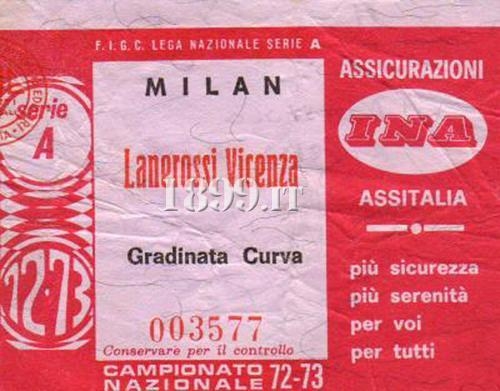 F.I.G.C. LEGA NAZIONALE SERIE A
MILAN
Lanerossi Vicenza
Gradinata Curva
003577
Conservare per il controllo
CAMPIONATO
NAZIONALE 72-73
serie
A
72-73
ASSICURAZIONI
INA
ASSITALIA
più sicurezza
più serenità
per voi
per tutti
1899.it